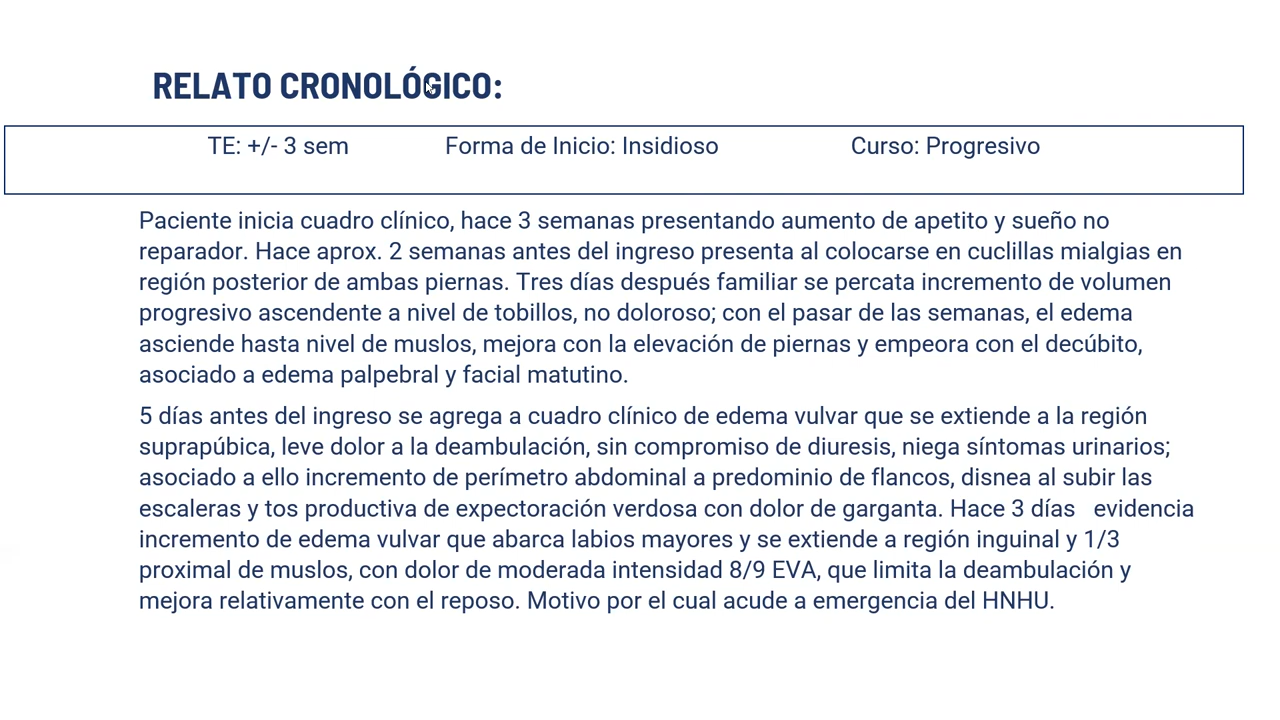 RELATO CRONOLÓGICO:
TE: +/- 3 sem Forma de Inicio: Insidioso Curso: Progresivo
Paciente inicia cuadro clínico, hace 3 semanas presentando aumento de apetito y sueño no
reparador. Hace aprox. 2 semanas antes del ingreso presenta al colocarse en cuclillas mialgias en
región posterior de ambas piernas. Tres días después familiar se percata incremento de volumen
progresivo ascendente a nivel de tobillos, no doloroso; con el pasar de las semanas, el edema
asciende hasta nivel de muslos, mejora con la elevación de piernas y empeora con el decúbito,
asociado a edema palpebral y facial matutino.
5 días antes del ingreso se agrega a cuadro clínico de edema vulvar que se extiende a la región
suprapúbica, leve dolor a la deambulación, sin compromiso de diuresis, niega síntomas urinarios;
asociado a ello incremento de perímetro abdominal a predominio de flancos, disnea al subir las
escaleras y tos productiva de expectoración verdosa con dolor de garganta. Hace 3 días evidencia
incremento de edema vulvar que abarca labios mayores y se extiende a región inguinal y 1/3
proximal de muslos, con dolor de moderada intensidad 8/9 EVA, que limita la deambulación y
mejora relativamente con el reposo. Motivo por el cual acude a emergencia del HNHU.